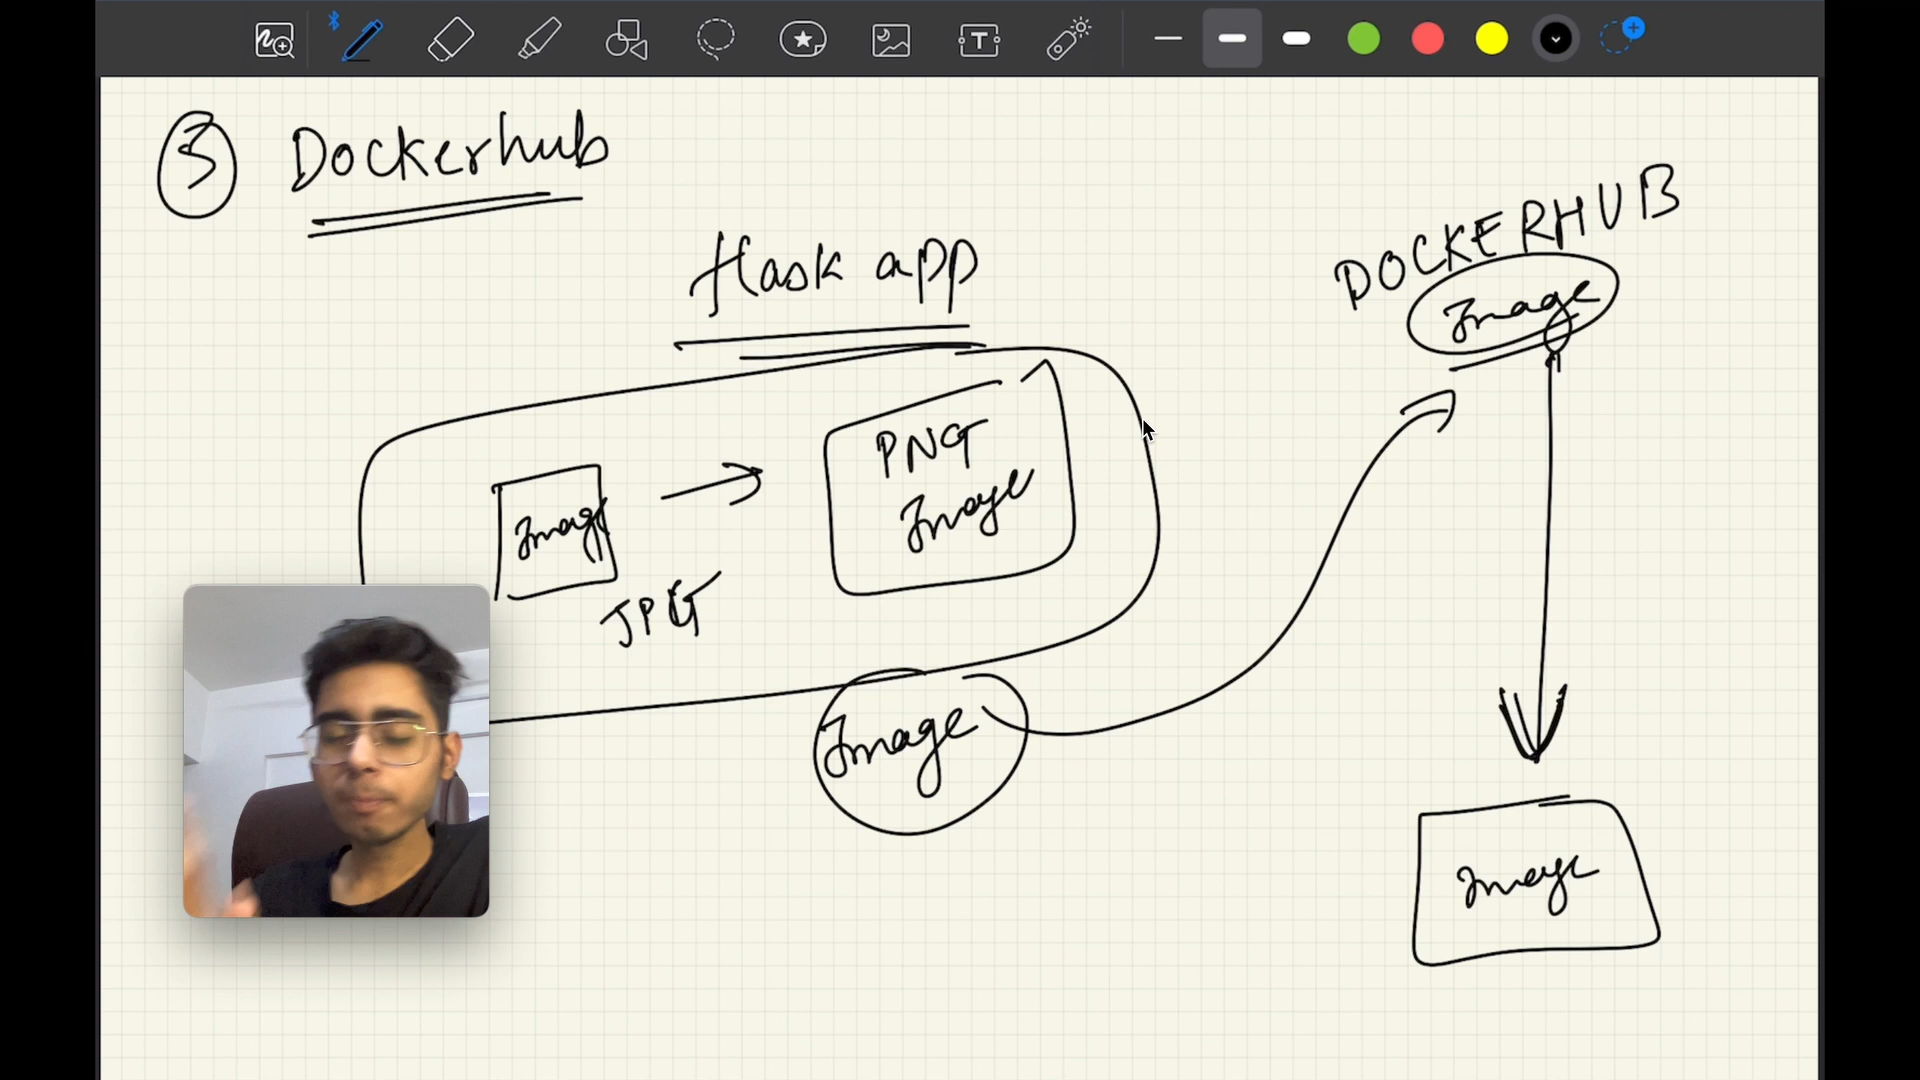 3 Dockerhub
flask app
DOCKERHUB
Image
PNG
Image
Image
JPG
Image
Image
T